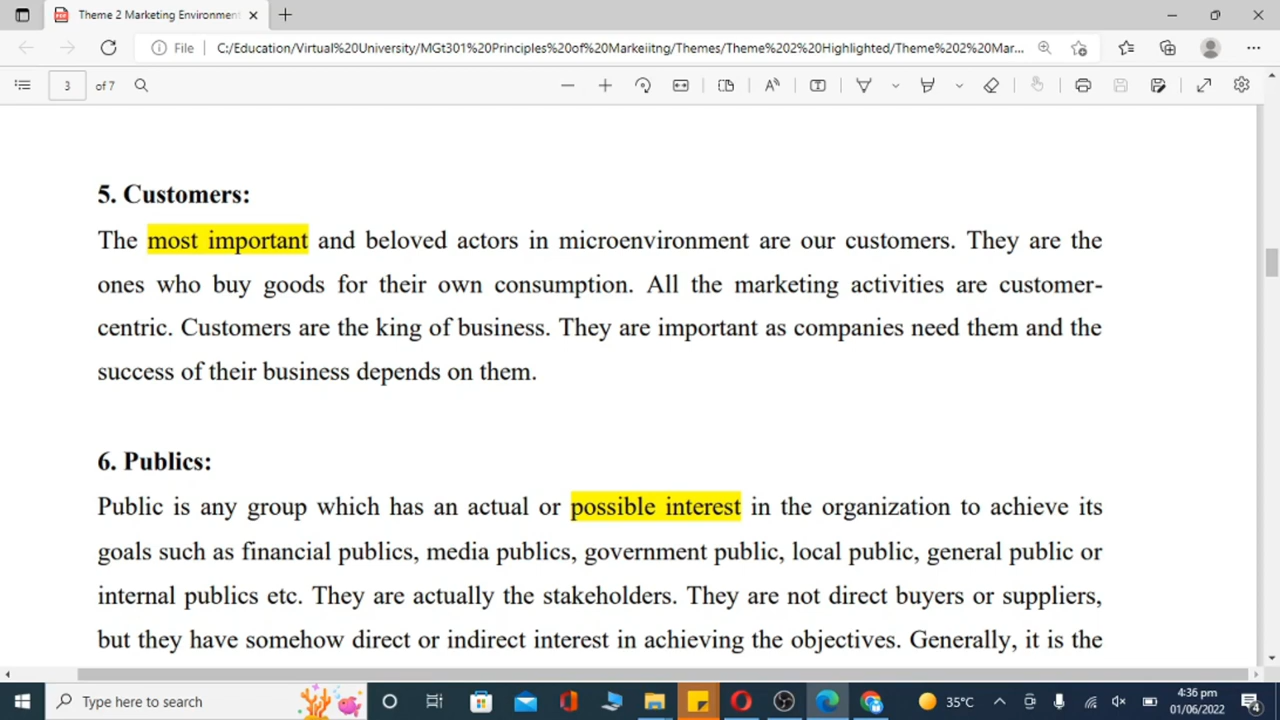 Theme 2 Marketing Environment
File
C:/Education/Virtual%20University/MGt301%20Principles%20of%20Markeiitng/Themes/Theme%202%20Highlighted/Theme%202%20Mar...
3 of 7
5. Customers:
The most important and beloved actors in microenvironment are our customers. They are the
ones who buy goods for their own consumption. All the marketing activities are customer-
centric. Customers are the king of business. They are important as companies need them and the
success of their business depends on them.
6. Publics:
Public is any group which has an actual or possible interest in the organization to achieve its
goals such as financial publics, media publics, government public, local public, general public or
internal publics etc. They are actually the stakeholders. They are not direct buyers or suppliers,
but they have somehow direct or indirect interest in achieving the objectives. Generally, it is the
Type here to search
35°C
4:36 pm
01/06/2022
4